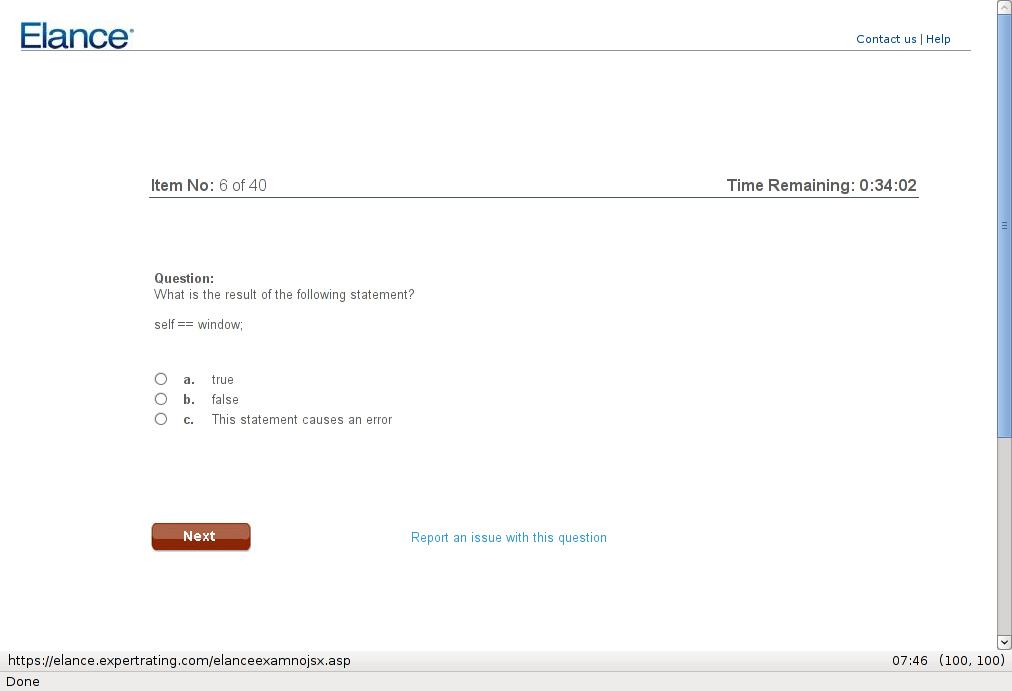 Elance
Contact us | Help
Item No: 6 of 40
Time Remaining: 0:34:02
Question:
What is the result of the following statement?
self == window;
a. true
b. false
c. This statement causes an error
Next
Report an issue with this question
https://elance.expertrating.com/elanceexamnojsx.asp
07:46 (100, 100)
Done